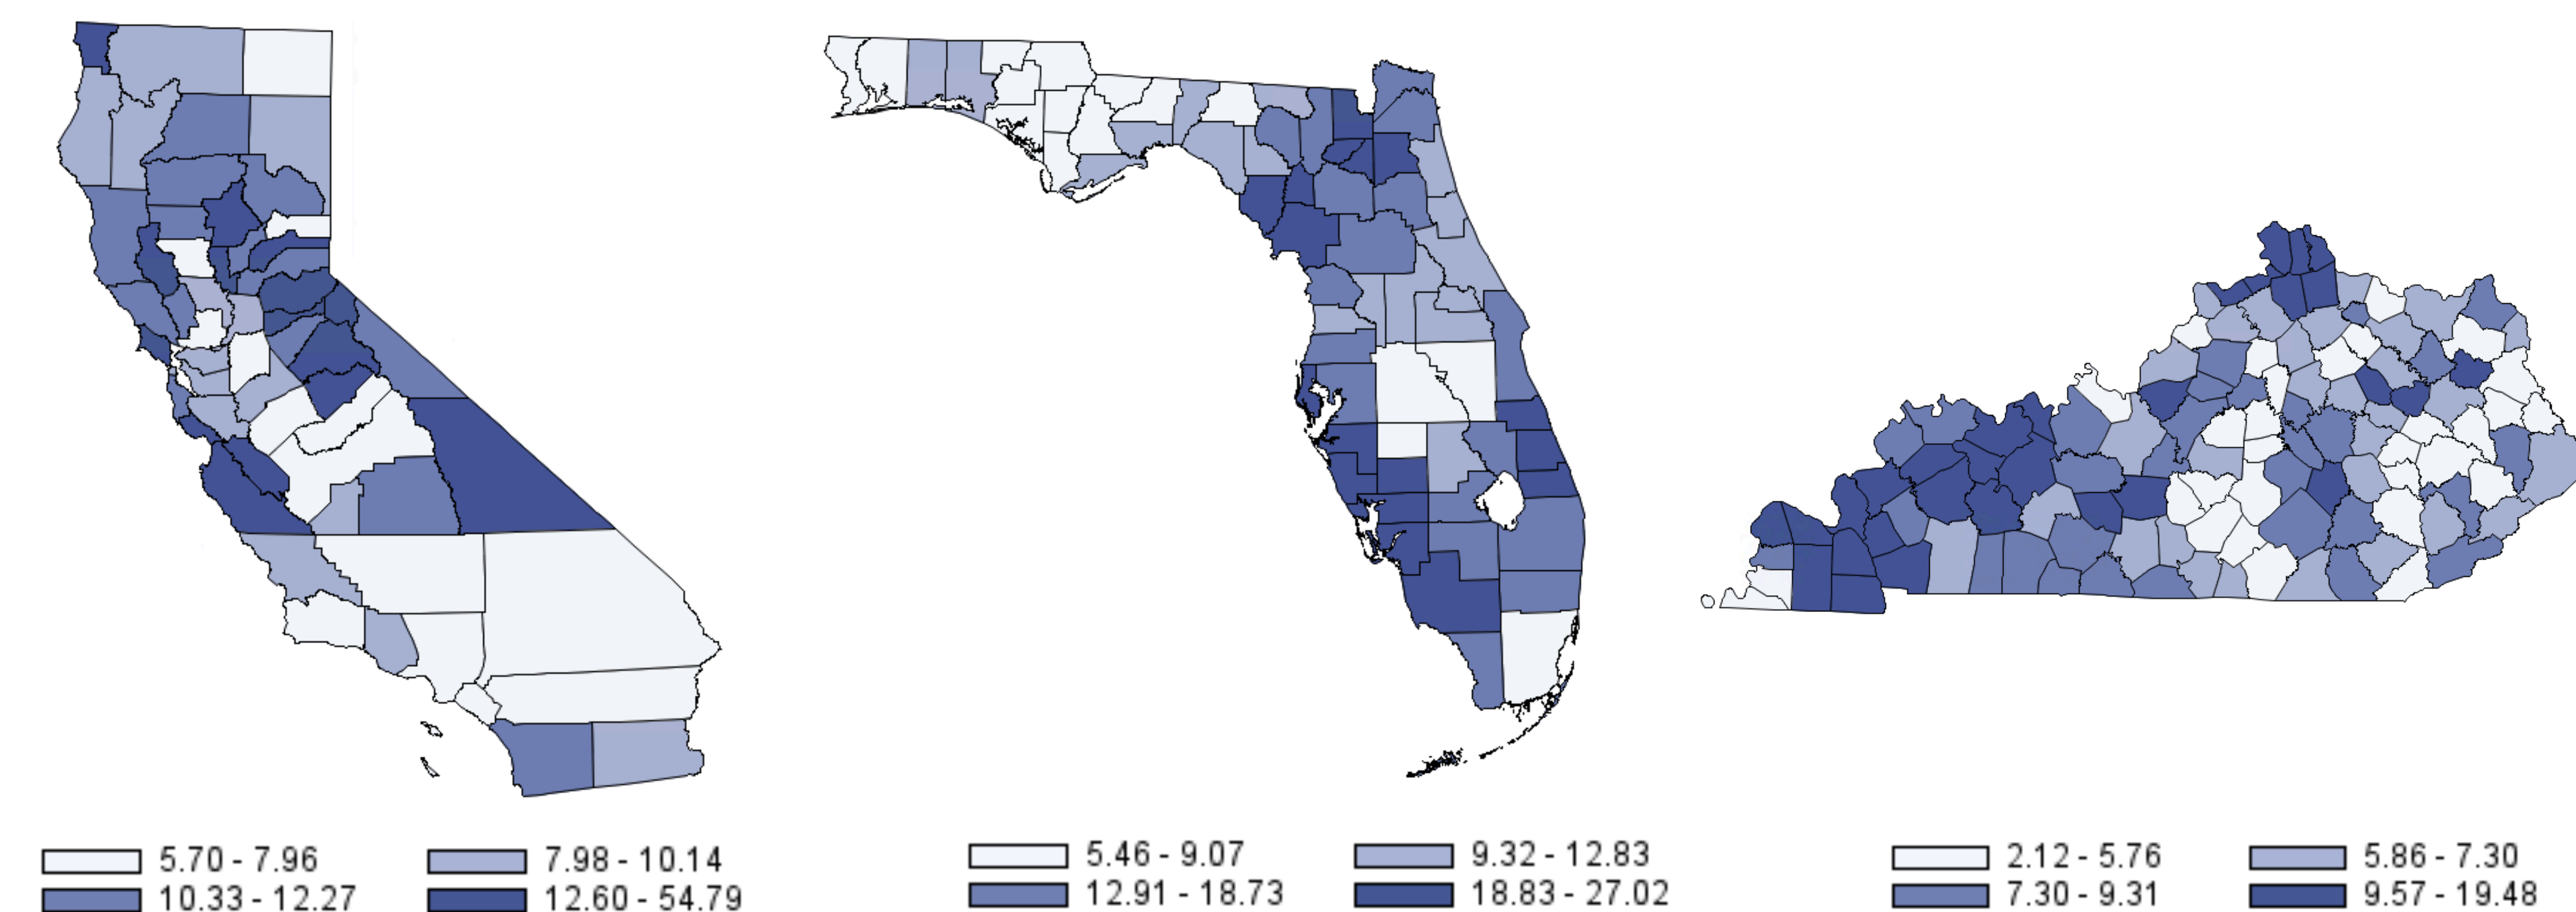 5.70 - 7.96 7.98 - 10.14
10.33 - 12.27 12.60 - 54.79
5.46 - 9.07 9.32 - 12.83
12.91 - 18.73 18.83 - 27.02
2.12 - 5.76 5.86 - 7.30
7.30 - 9.31 9.57 - 19.48